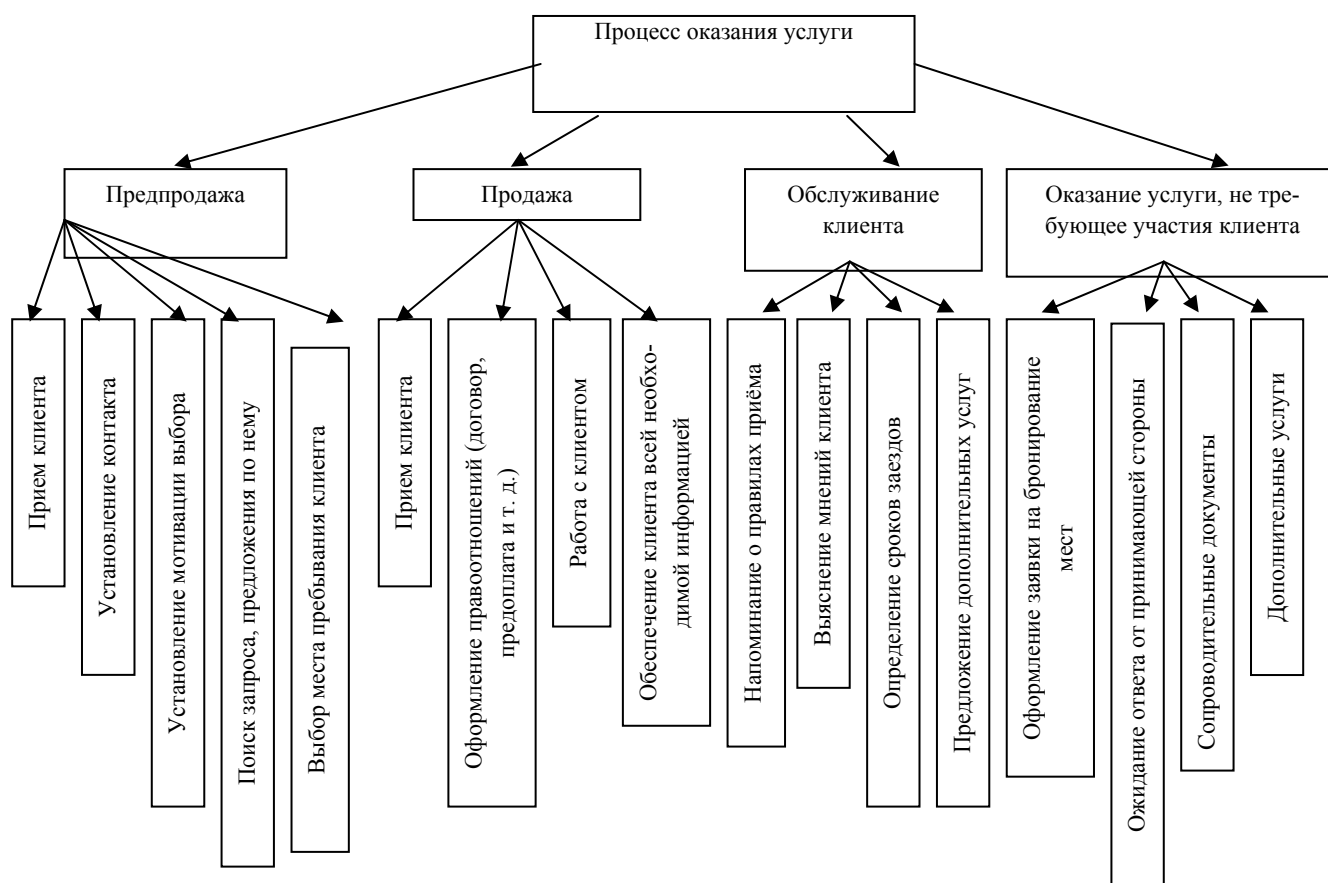 Процесс оказания услуги
Предпродажа
Продажа
Обслуживание
клиента
Оказание услуги, не тре-
бующее участия клиента
Прием клиента
Установление контакта
Установление мотивации выбора
Поиск запроса, предложения по нему
Выбор места пребывания клиента
Прием клиента
Оформление правоотношений (договор,
предоплата и т. д.)
Работа с клиентом
Обеспечение клиента всей необхо-
димой информацией
Напоминание о правилах приёма
Выяснение мнений клиента
Определение сроков заездов
Предложение дополнительных услуг
Оформление заявки на бронирование
мест
Ожидание ответа от принимающей стороны
Сопроводительные документы
Дополнительные услуги